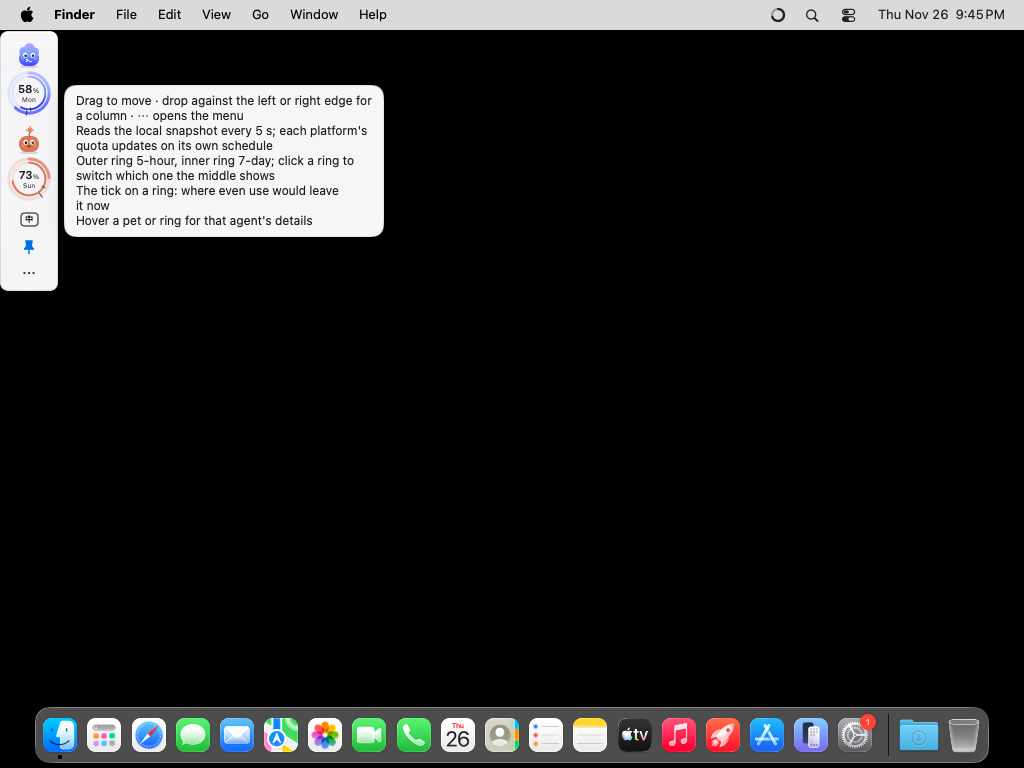 Finder File Edit View Go Window Help Thu Nov 26 9:45 PM
58%
Mon
73%
Sun
中
Drag to move · drop against the left or right edge for
a column · ··· opens the menu
Reads the local snapshot every 5 s; each platform's
quota updates on its own schedule
Outer ring 5-hour, inner ring 7-day; click a ring to
switch which one the middle shows
The tick on a ring: where even use would leave
it now
Hover a pet or ring for that agent's details
Thu
26
tv
1